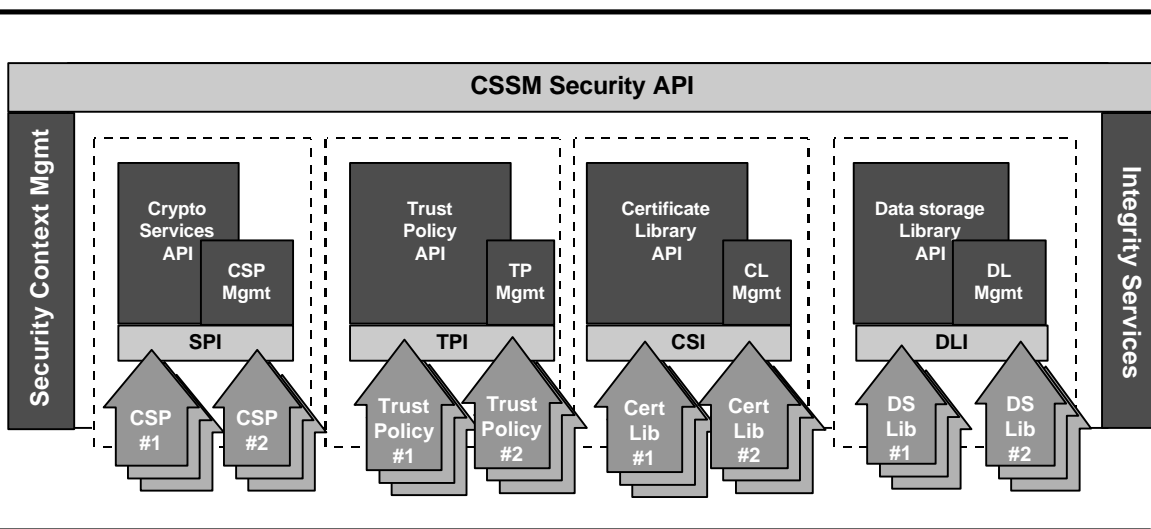 CSSM Security API
Security Context Mgmt
Crypto
Services
API
CSP
Mgmt
SPI
CSP
#1
CSP
#2
Trust
Policy
API
TP
Mgmt
TPI
Trust
Policy
#1
Trust
Policy
#2
Certificate
Library
API
CL
Mgmt
CSI
Cert
Lib
#1
Cert
Lib
#2
Data storage
Library
API
DL
Mgmt
DLI
DS
Lib
#1
DS
Lib
#2
Integrity Services